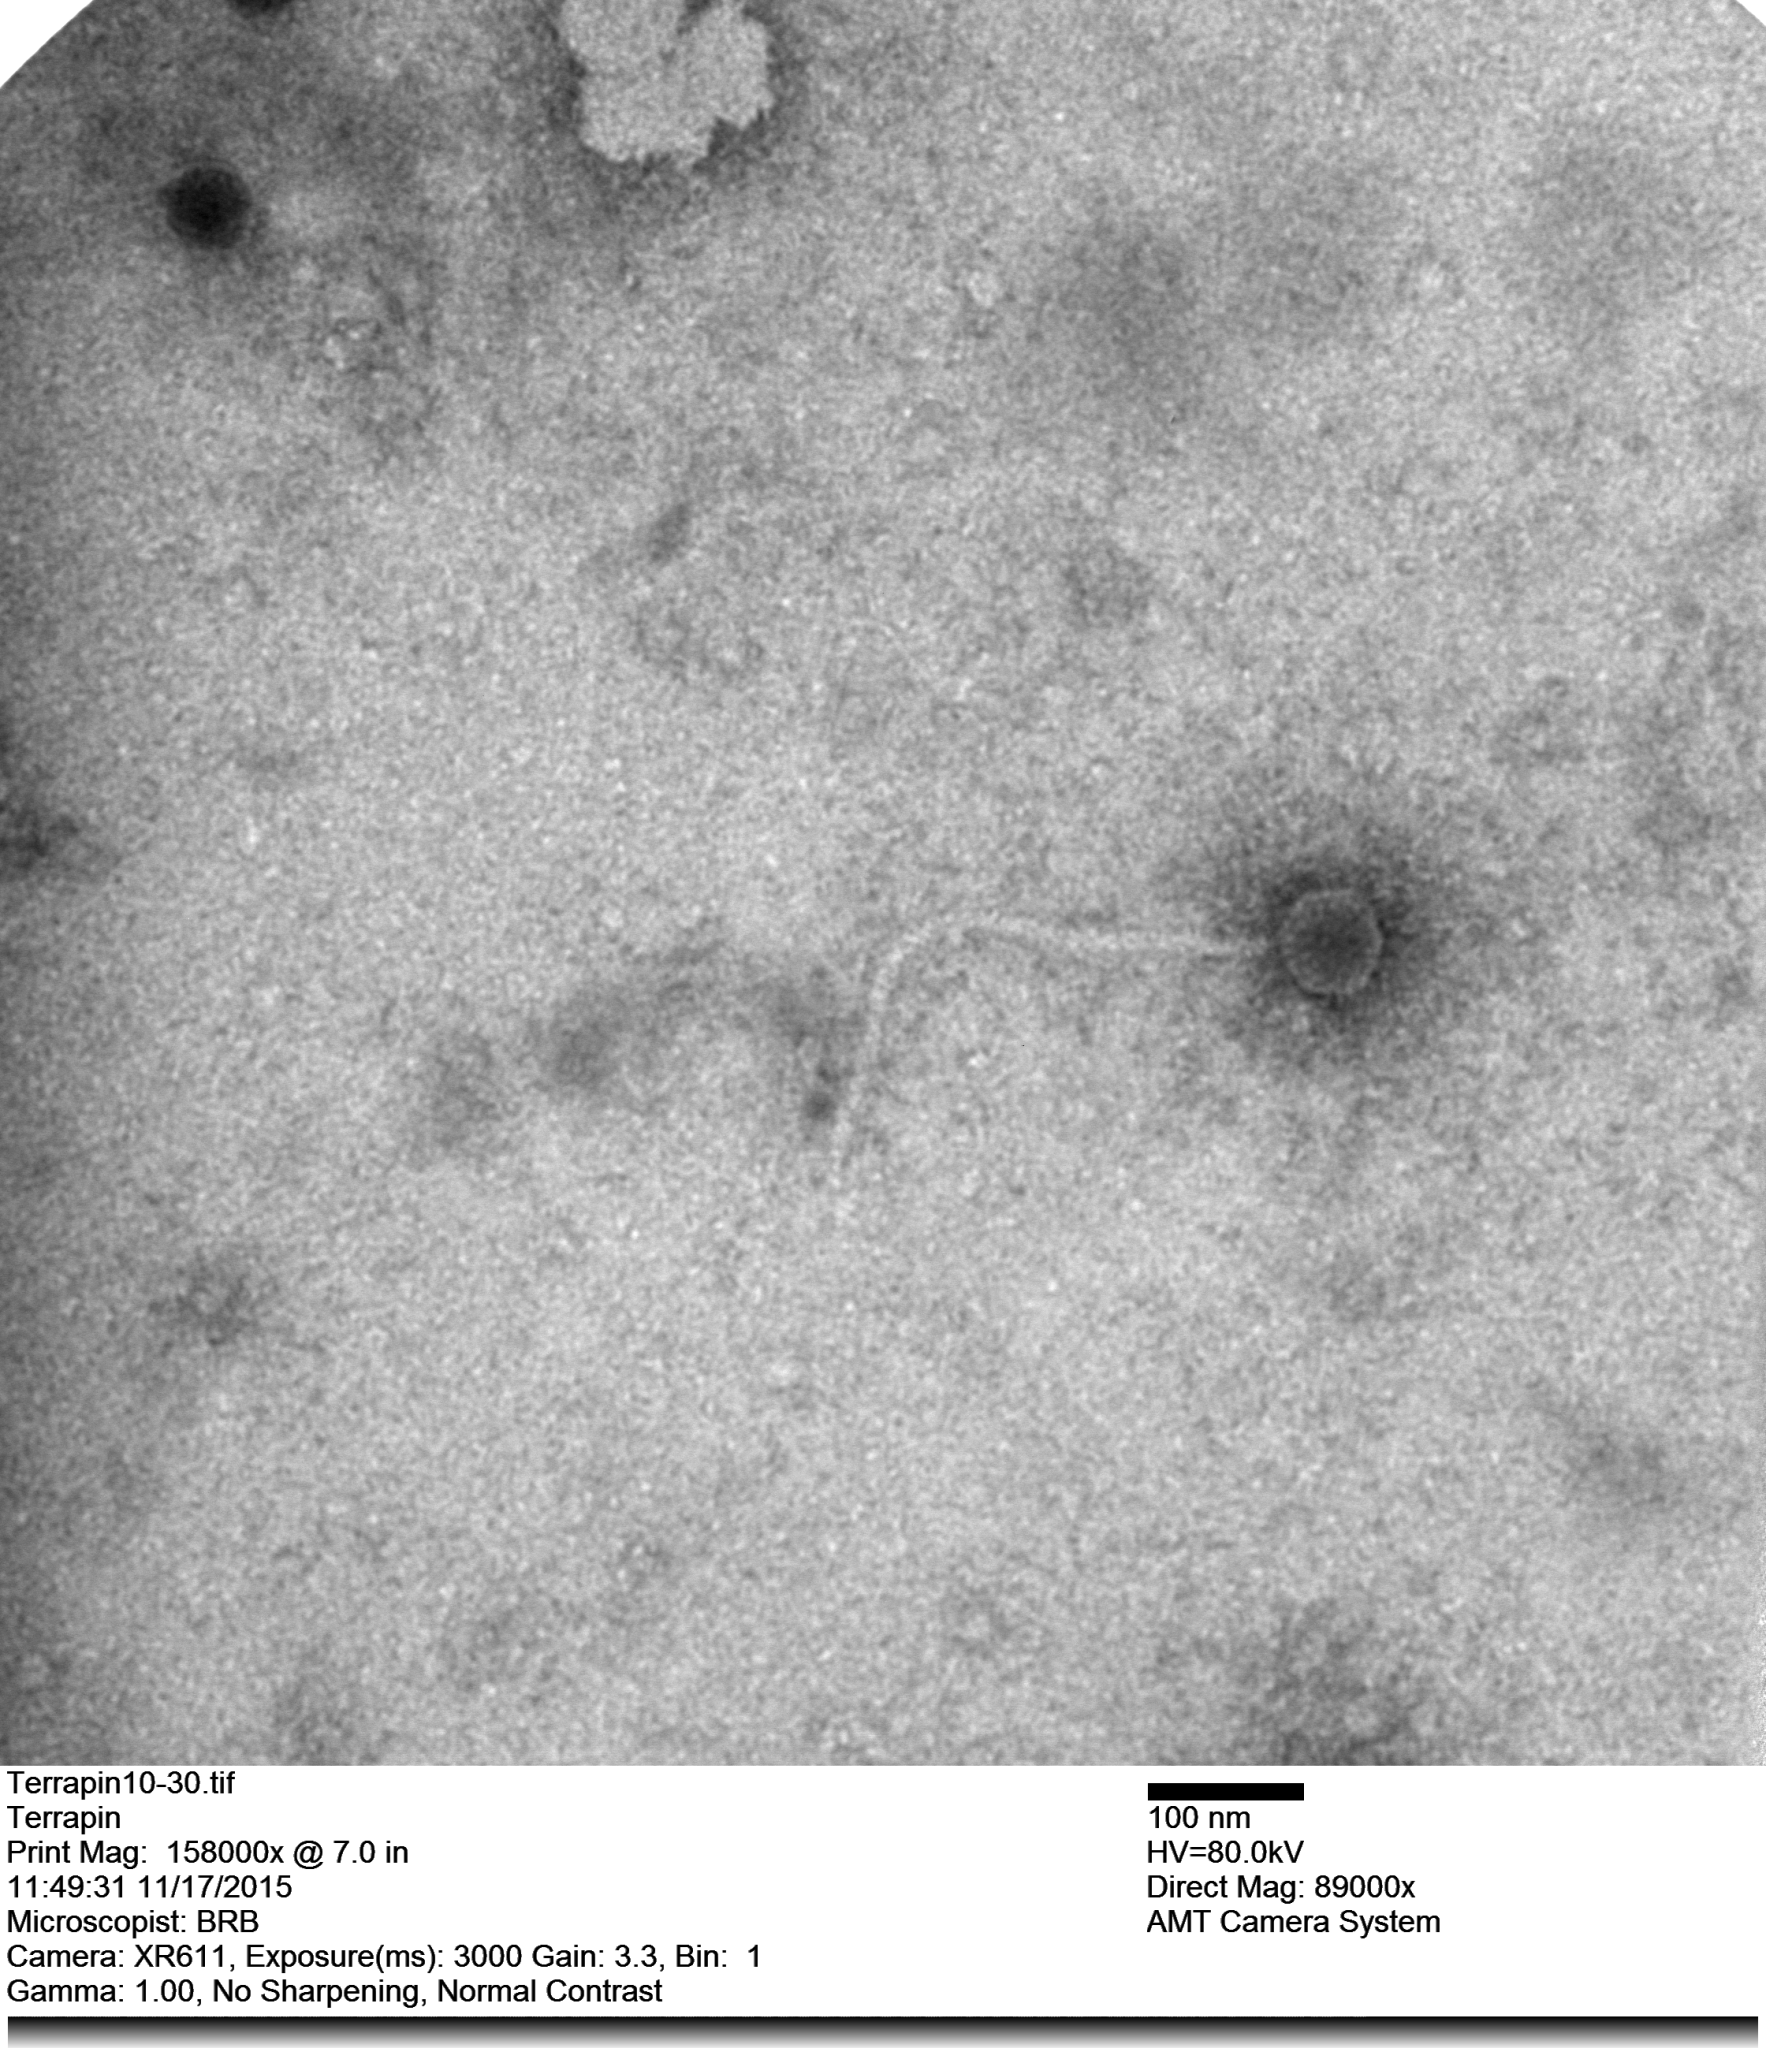 Terrapin10-30.tif
Terrapin
Print Mag:  158000x @ 7.0 in
11:49:31 11/17/2015
Microscopist: BRB
Camera: XR611, Exposure(ms): 3000 Gain: 3.3, Bin:  1
Gamma: 1.00, No Sharpening, Normal Contrast
100 nm
HV=80.0kV
Direct Mag: 89000x
AMT Camera System